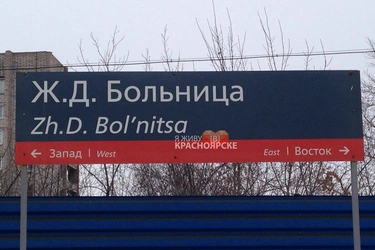 Ж.Д. Больница
Zh.D. Bol'nitsa
Я ЖИВУ (В)
КРАСНОЯРСКЕ
← Запад | West
East | Восток →